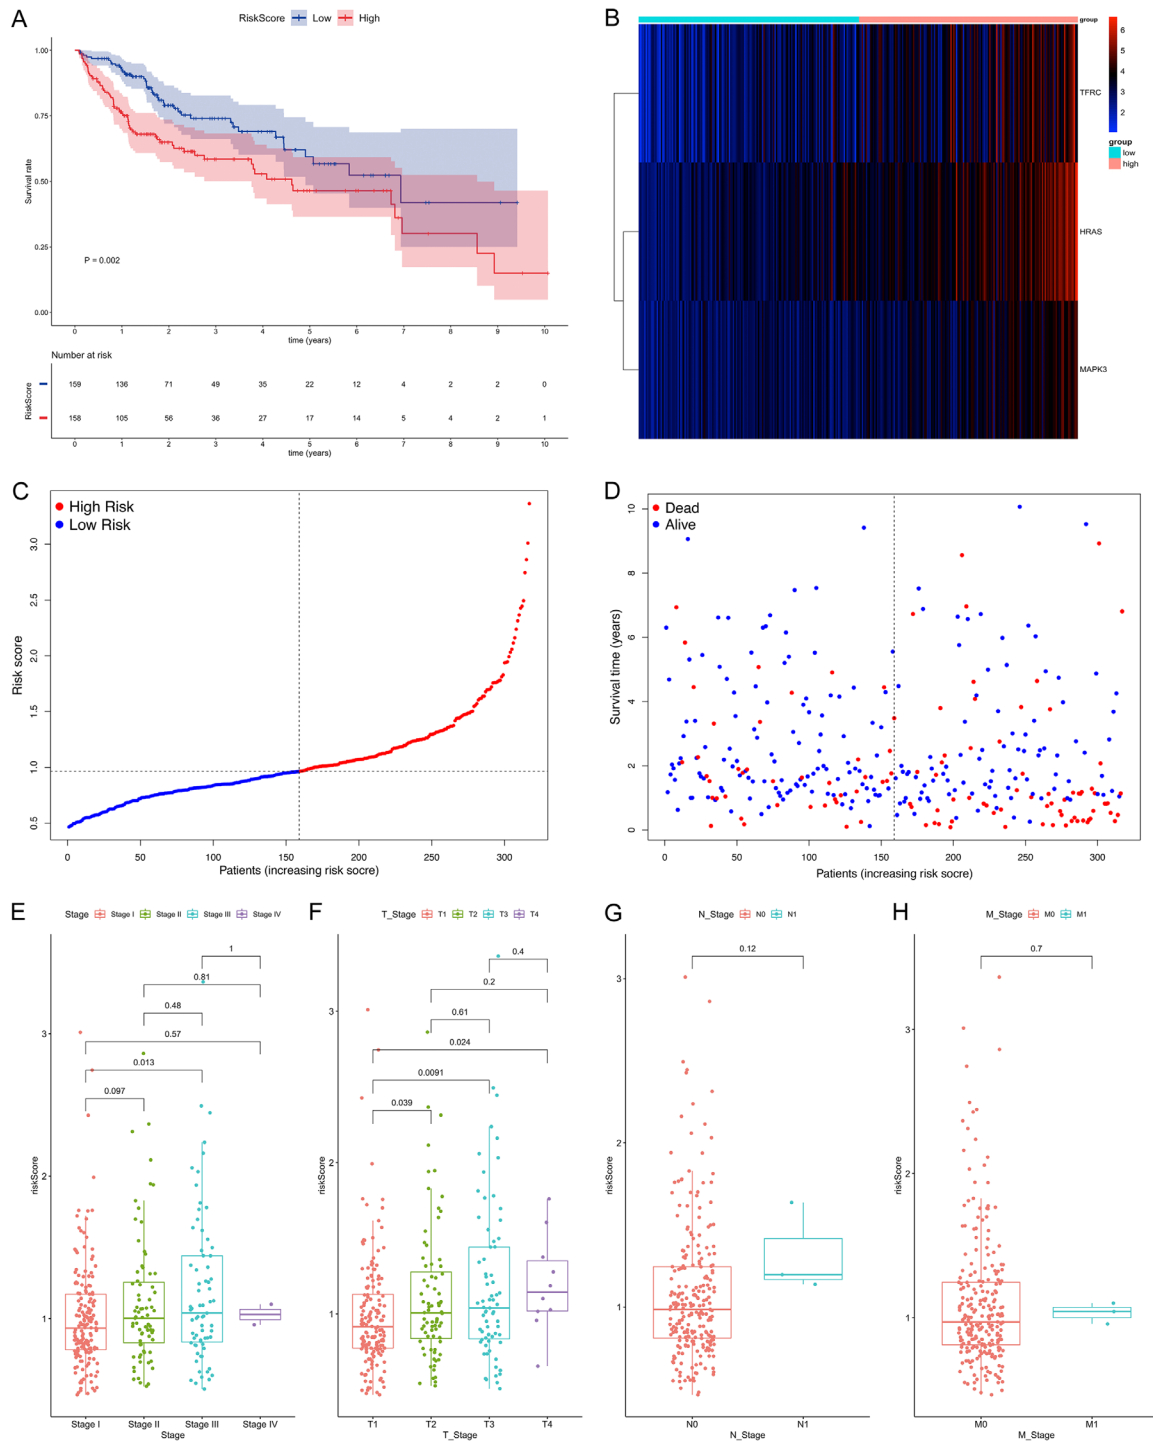 A
RiskScore Low High
Survival rate
1.00
0.75
0.50
0.25
0.00
P = 0.002
0 1 2 3 4 5 6 7 8 9 10
time (years)
Number at risk
RiskScore
159 136 71 49 35 22 12 4 2 2 0
158 105 56 36 27 17 14 5 4 2 1
0 1 2 3 4 5 6 7 8 9 10
time (years)
B
group
TFRC
HRAS
MAPK3
6
5
4
3
2
group
low
high
C
High Risk
Low Risk
Risk score
3.0
2.5
2.0
1.5
1.0
0.5
0 50 100 150 200 250 300
Patients (increasing risk socre)
D
Dead
Alive
Survival time (years)
10
8
6
4
2
0
0 50 100 150 200 250 300
Patients (increasing risk socre)
E
Stage Stage I Stage II Stage III Stage IV
1
0.81
0.48
0.57
0.013
0.097
riskScore
3
2
1
Stage I Stage II Stage III Stage IV
Stage
F
T_Stage T1 T2 T3 T4
0.4
0.2
0.61
0.024
0.0091
0.039
riskScore
3
2
1
T1 T2 T3 T4
T_Stage
G
N_Stage N0 N1
0.12
riskScore
3
2
1
N0 N1
N_Stage
H
M_Stage M0 M1
0.7
riskScore
3
2
1
M0 M1
M_Stage